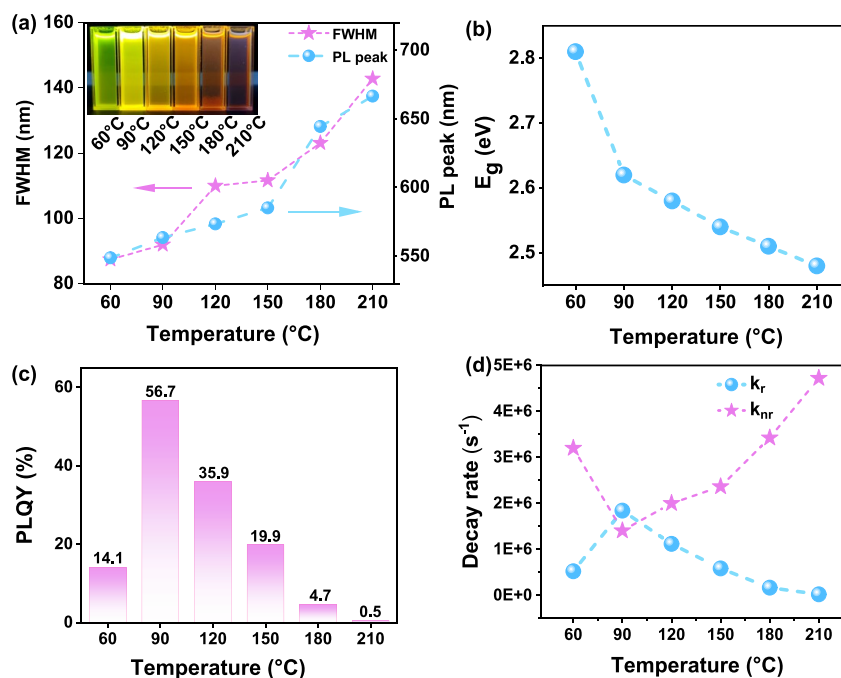 (a)
FWHM
PL peak
60°C
90°C
120°C
150°C
180°C
210°C
160
140
120
100
80
FWHM (nm)
700
650
600
550
PL peak (nm)
60 90 120 150 180 210
Temperature (°C)
(b)
2.8
2.7
2.6
2.5
Eg (eV)
60 90 120 150 180 210
Temperature (°C)
(c)
60
40
20
0
PLQY (%)
14.1
56.7
35.9
19.9
4.7
0.5
60 90 120 150 180 210
Temperature (°C)
(d)
kr
knr
5E+6
4E+6
3E+6
2E+6
1E+6
0E+6
Decay rate (s⁻¹)
60 90 120 150 180 210
Temperature (°C)